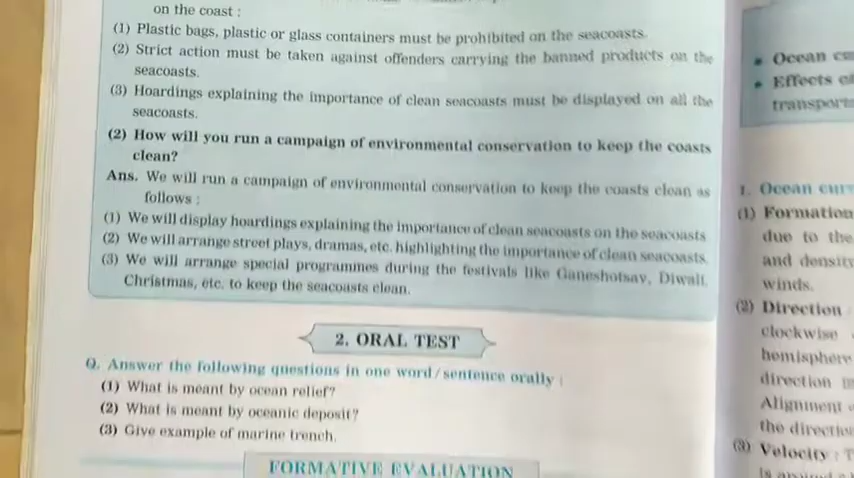 on the coast :
(1) Plastic bags, plastic or glass containers must be prohibited on the seacoasts.
(2) Strict action must be taken against offenders carrying the banned products on the
seacoasts.
(3) Hoardings explaining the importance of clean seacoasts must be displayed on all the
seacoasts.
(2) How will you run a campaign of environmental conservation to keep the coasts
clean?
Ans. We will run a campaign of environmental conservation to keep the coasts clean as
follows :
(1) We will display hoardings explaining the importance of clean seacoasts on the seacoasts.
(2) We will arrange street plays, dramas, etc. highlighting the importance of clean seacoasts.
(3) We will arrange special programmes during the festivals like Ganeshotsav, Diwali,
Christmas, etc. to keep the seacoasts clean.
2. ORAL TEST
Q. Answer the following questions in one word/sentence orally :
(1) What is meant by ocean relief?
(2) What is meant by oceanic deposit?
(3) Give example of marine trench.
FORMATIVE EVALUATION
• Ocean
• Effects
1. Ocean
(1) Formation
due to the
and density
winds.
(2) Direction
clockwise
hemisphere
direction
Alignment
the direction
(3) Velocity :
is